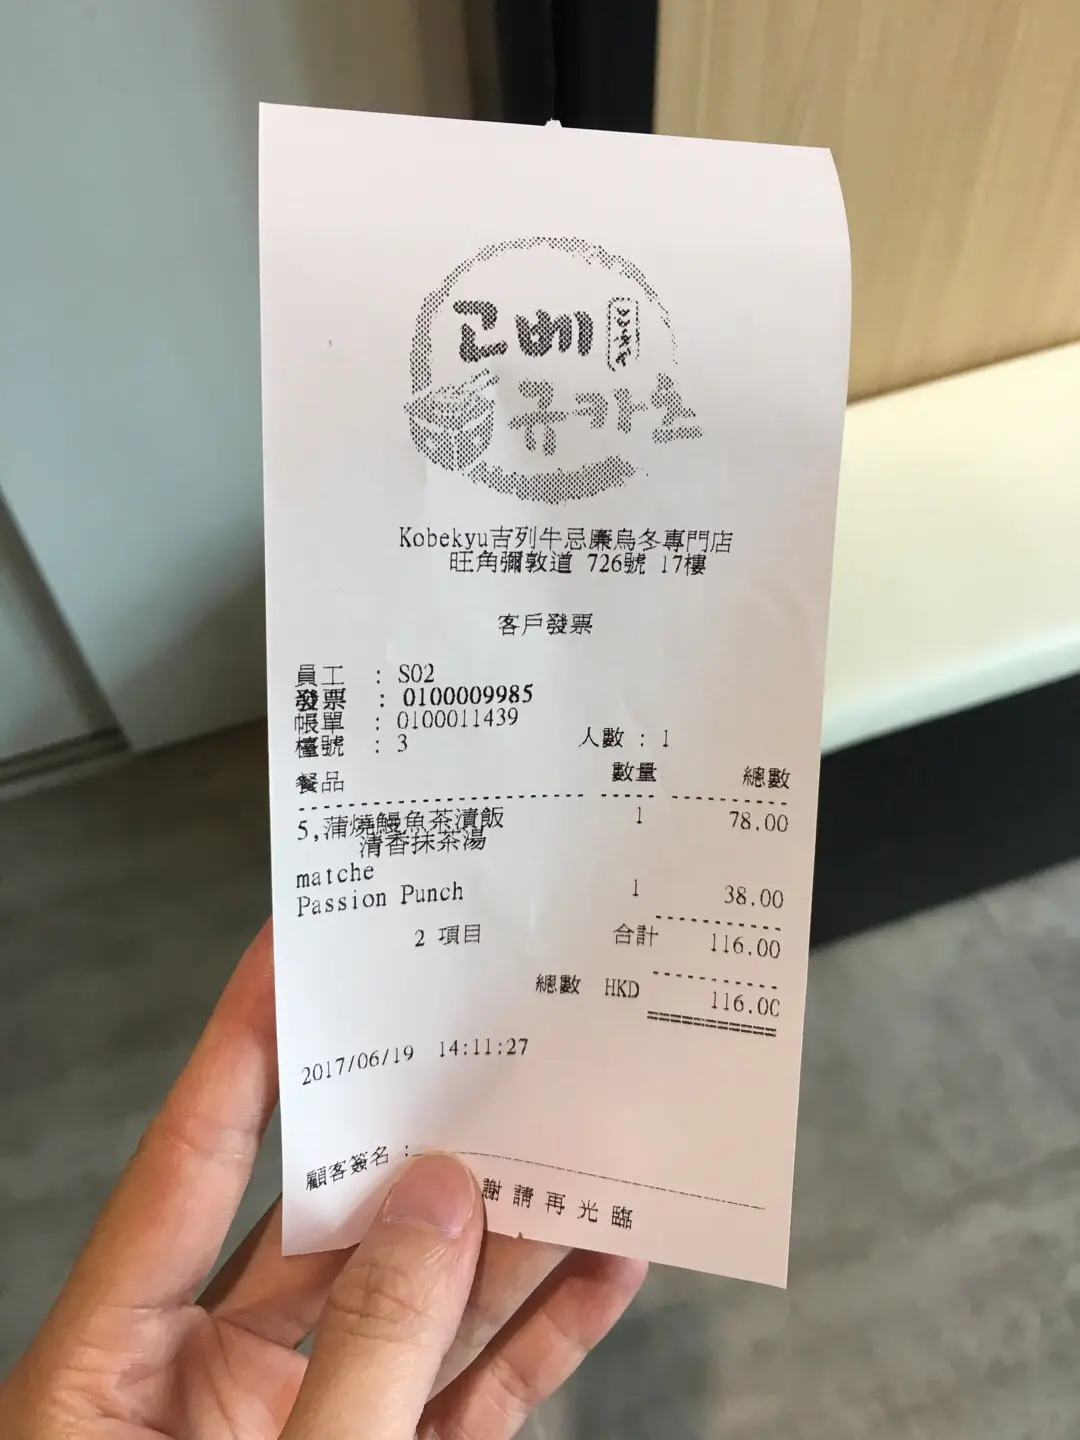 고베
규카츠
Kobekyu吉列牛忌廉烏冬專門店
旺角彌敦道 726號 17樓
客戶發票
員工 : S02
發票 : 0100009985
帳單 : 0100011439
檯號 : 3 人數 : 1
餐品 數量 總數
5,蒲燒鰻魚茶漬飯 1 78.00
清香抹茶湯
matche
Passion Punch 1 38.00
2 項目 合計 116.00
總數 HKD 116.00
2017/06/19 14:11:27
顧客簽名 :
謝請再光臨